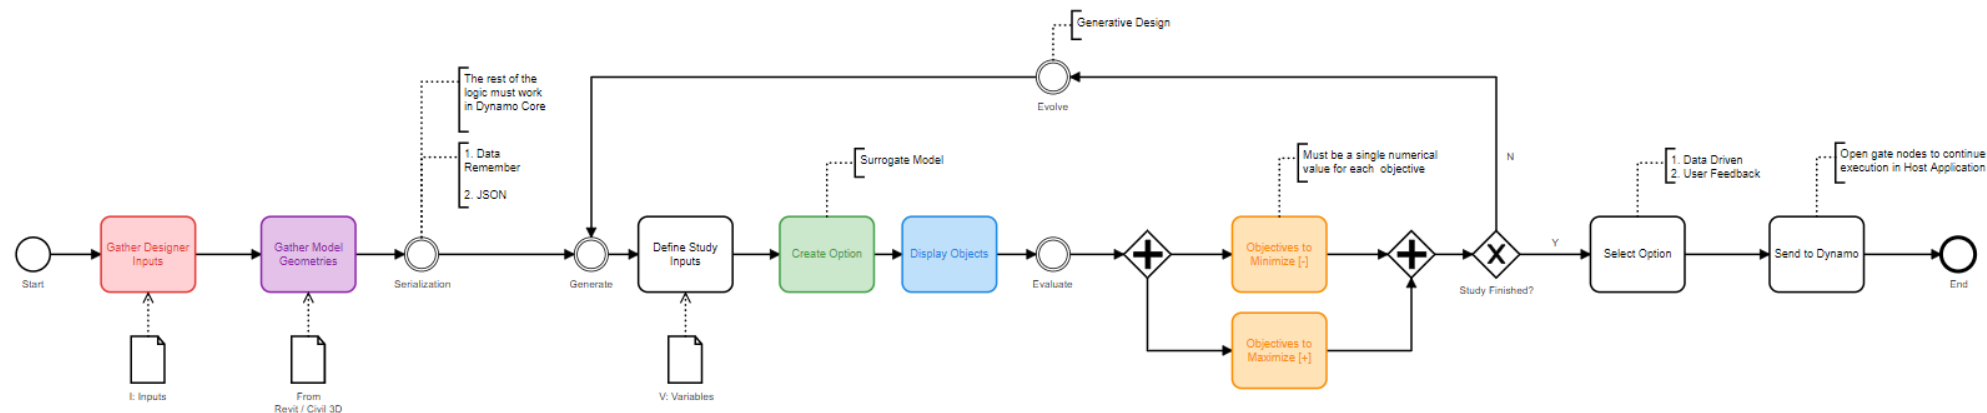 Generative Design
Evolve
The rest of the
logic must work
in Dynamo Core
1. Data
Remember
2. JSON
Surrogate Model
Must be a single numerical
value for each objective
N
1. Data Driven
2. User Feedback
Open gate nodes to continue
execution in Host Application
Start
Gather Designer
Inputs
Gather Model
Geometries
Serialization
Generate
Define Study
Inputs
Create Option
Display Objects
Evaluate
Objectives to
Minimize [-]
X
Study Finished?
Y
Select Option
Send to Dynamo
End
I: Inputs
From
Revit / Civil 3D
V: Variables
Objectives to
Maximize [+]